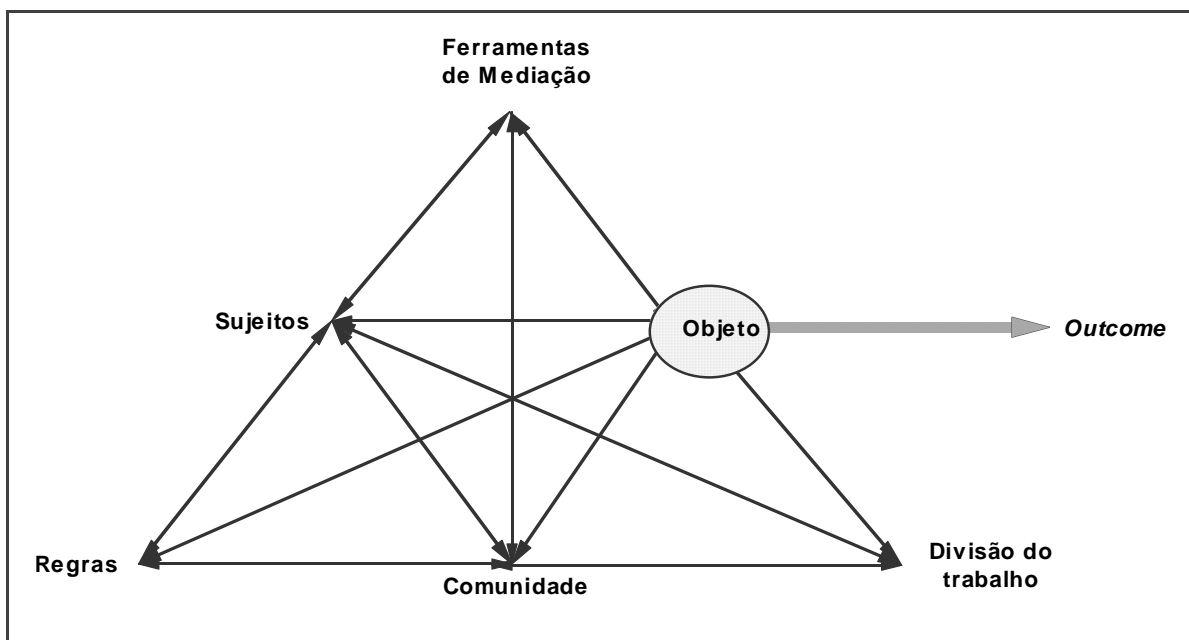 Ferramentas
de Mediação
Sujeitos
Objeto
Outcome
Regras
Comunidade
Divisão do
trabalho